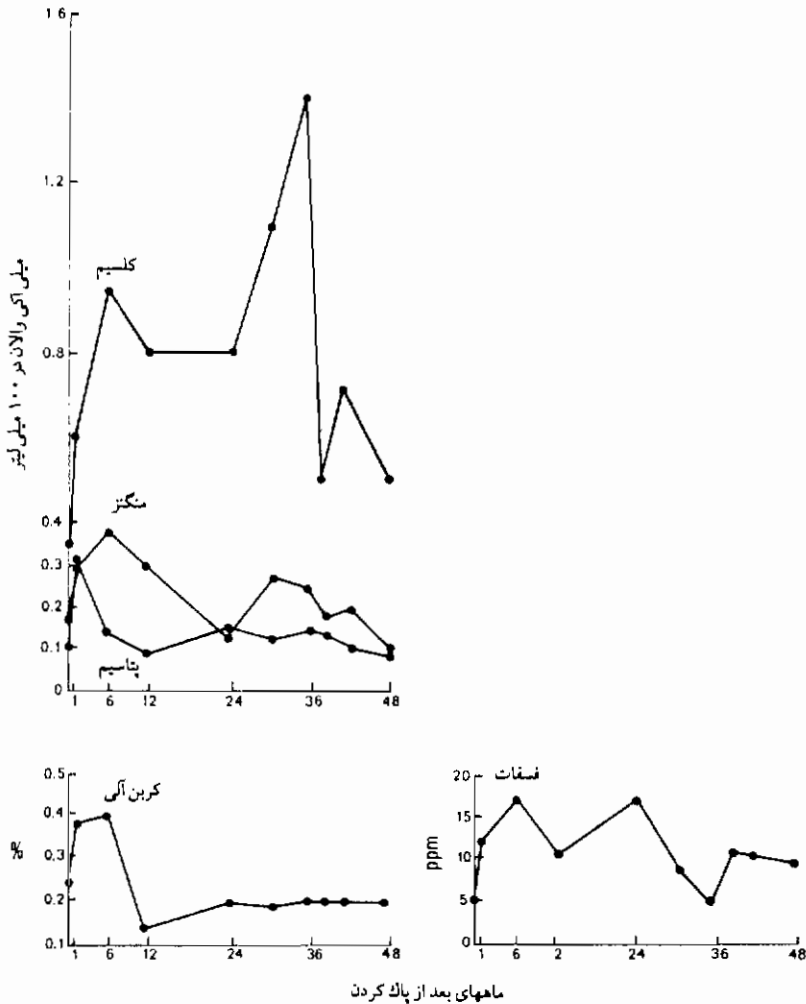 1.6
1.2
0.8
0.4
0.3
0.2
0.1
0
میلی اکی والان در ۱۰۰ میلی لیتر
کلسیم
منگنز
پتاسیم
1 6 12 24 36 48
0.5
0.4
0.3
0.2
0.1
%
کربن آلی
1 6 12 24 36 48
20
15
10
5
0
ppm
فسفات
1 6 2 24 36 48
ماههای بعد از پاك كردن